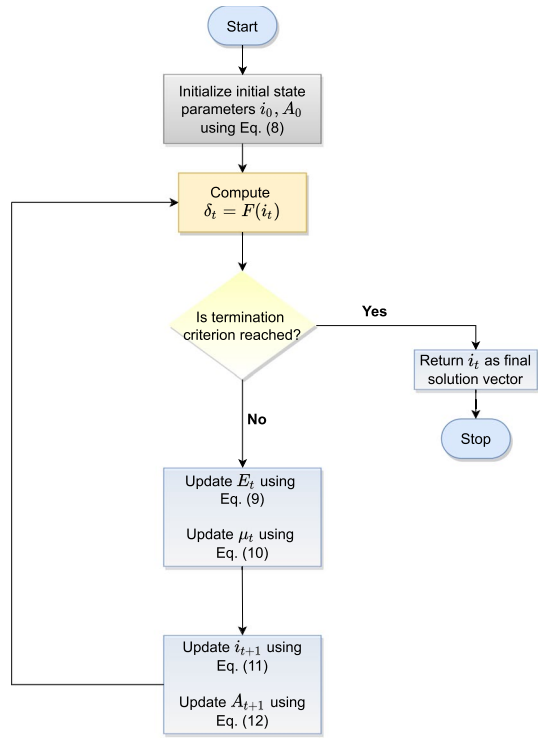 Start
Initialize initial state
parameters i₀, A₀
using Eq. (8)
Compute
δₜ = F(iₜ)
Is termination
criterion reached?
Yes
Return iₜ as final
solution vector
Stop
No
Update Eₜ using
Eq. (9)
Update μₜ using
Eq. (10)
Update iₜ₊₁ using
Eq. (11)
Update Aₜ₊₁ using
Eq. (12)